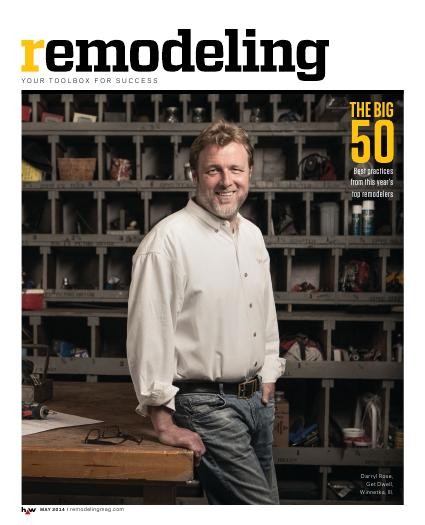 remodeling
YOUR TOOLBOX FOR SUCCESS
THE BIG
50
Best practices
from this year's
top remodelers
Darryl Rose,
Get Dwell,
Winnetka, Ill.
hw MAY 2014 | remodelingmag.com